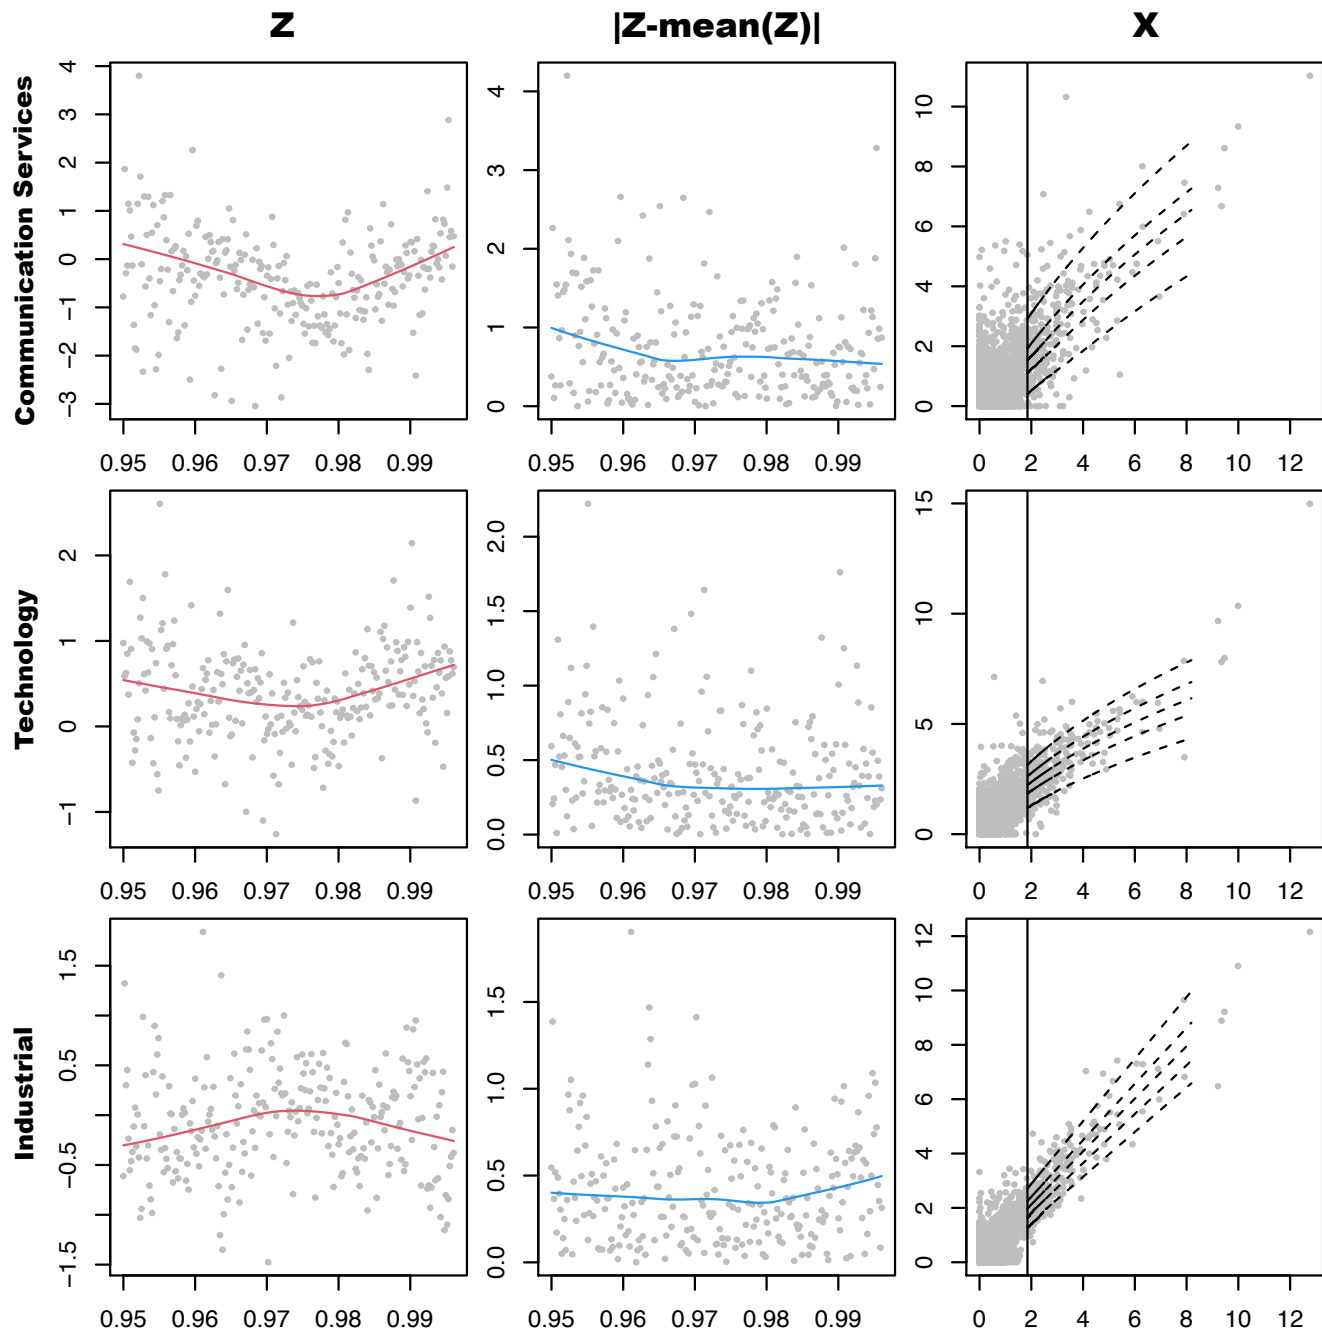 Z |Z-mean(Z)| X
Communication Services
−3 −2 −1 0 1 2 3 4
0.95 0.96 0.97 0.98 0.99
0 1 2 3 4
0.95 0.96 0.97 0.98 0.99
0 2 4 6 8 10
0 2 4 6 8 10 12
Technology
−1 0 1 2
0.95 0.96 0.97 0.98 0.99
0.0 0.5 1.0 1.5 2.0
0.95 0.96 0.97 0.98 0.99
0 5 10 15
0 2 4 6 8 10 12
Industrial
−1.5 −0.5 0.5 1.5
0.95 0.96 0.97 0.98 0.99
0.0 0.5 1.0 1.5
0.95 0.96 0.97 0.98 0.99
0 2 4 6 8 10 12
0 2 4 6 8 10 12